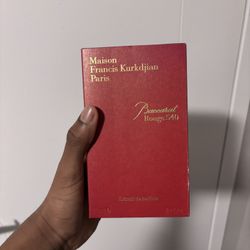 Maison
Francis Kurkdjian
Paris
Baccarat
Rouge 540
Extrait de parfum